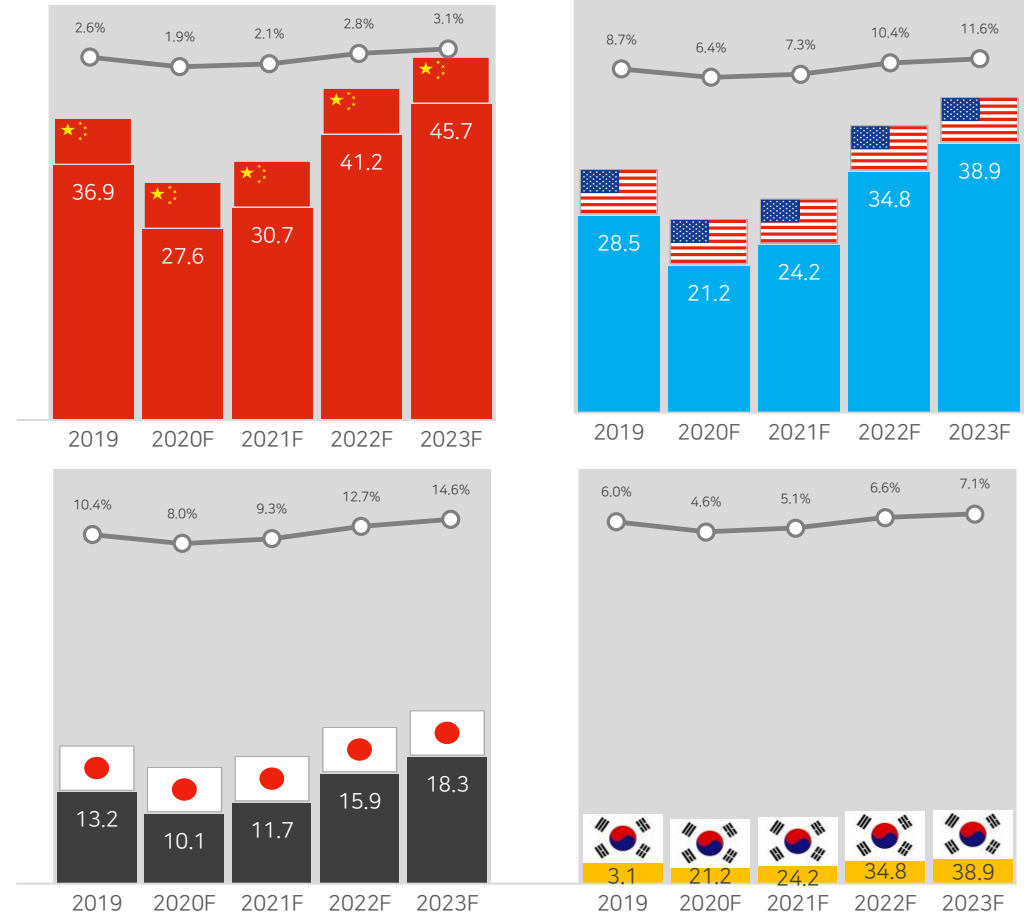 2.6% 1.9% 2.1% 2.8% 3.1%
36.9 27.6 30.7 41.2 45.7
2019 2020F 2021F 2022F 2023F
8.7% 6.4% 7.3% 10.4% 11.6%
28.5 21.2 24.2 34.8 38.9
2019 2020F 2021F 2022F 2023F
10.4% 8.0% 9.3% 12.7% 14.6%
13.2 10.1 11.7 15.9 18.3
2019 2020F 2021F 2022F 2023F
6.0% 4.6% 5.1% 6.6% 7.1%
3.1 21.2 24.2 34.8 38.9
2019 2020F 2021F 2022F 2023F